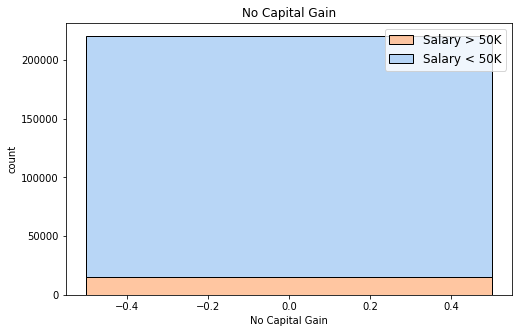 No Capital Gain
Salary > 50K
Salary < 50K
200000
150000
100000
50000
0
count
−0.4
−0.2
0.0
0.2
0.4
No Capital Gain